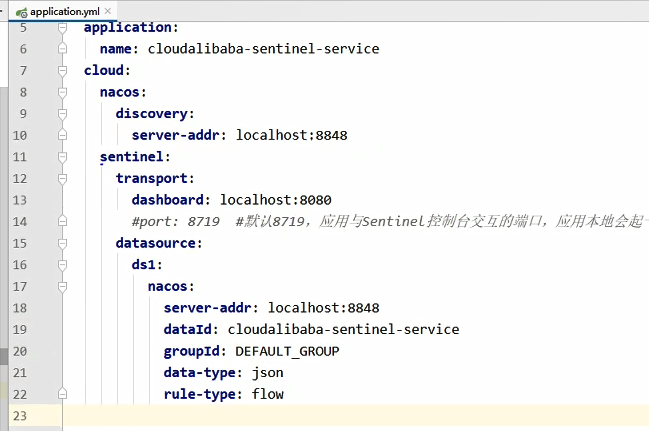 application.yml
5 application:
6 name: cloudalibaba-sentinel-service
7 cloud:
8 nacos:
9 discovery:
10 server-addr: localhost:8848
11 sentinel:
12 transport:
13 dashboard: localhost:8080
14 #port: 8719 #默认8719，应用与Sentinel控制台交互的端口，应用本地会起一
15 datasource:
16 ds1:
17 nacos:
18 server-addr: localhost:8848
19 dataId: cloudalibaba-sentinel-service
20 groupId: DEFAULT_GROUP
21 data-type: json
22 rule-type: flow
23